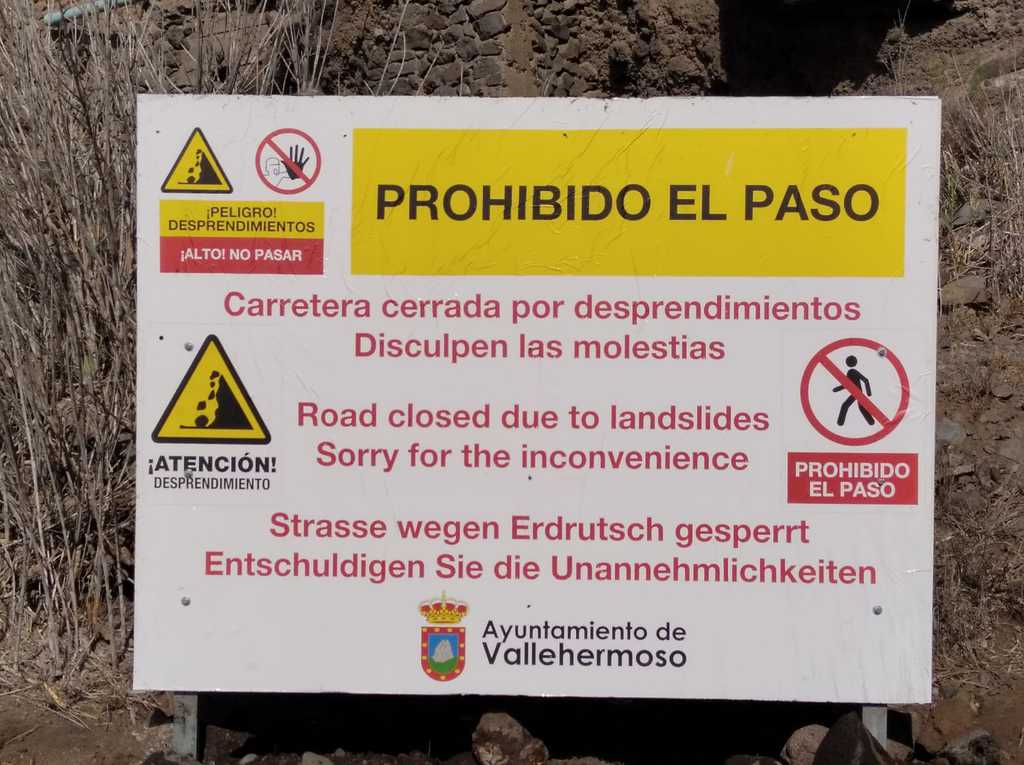 ¡PELIGRO!
DESPRENDIMIENTOS
¡ALTO! NO PASAR
PROHIBIDO EL PASO
Carretera cerrada por desprendimientos
Disculpen las molestias
¡ATENCIÓN!
DESPRENDIMIENTO
Road closed due to landslides
Sorry for the inconvenience
PROHIBIDO
EL PASO
Strasse wegen Erdrutsch gesperrt
Entschuldigen Sie die Unannehmlichkeiten
Ayuntamiento de
Vallehermoso